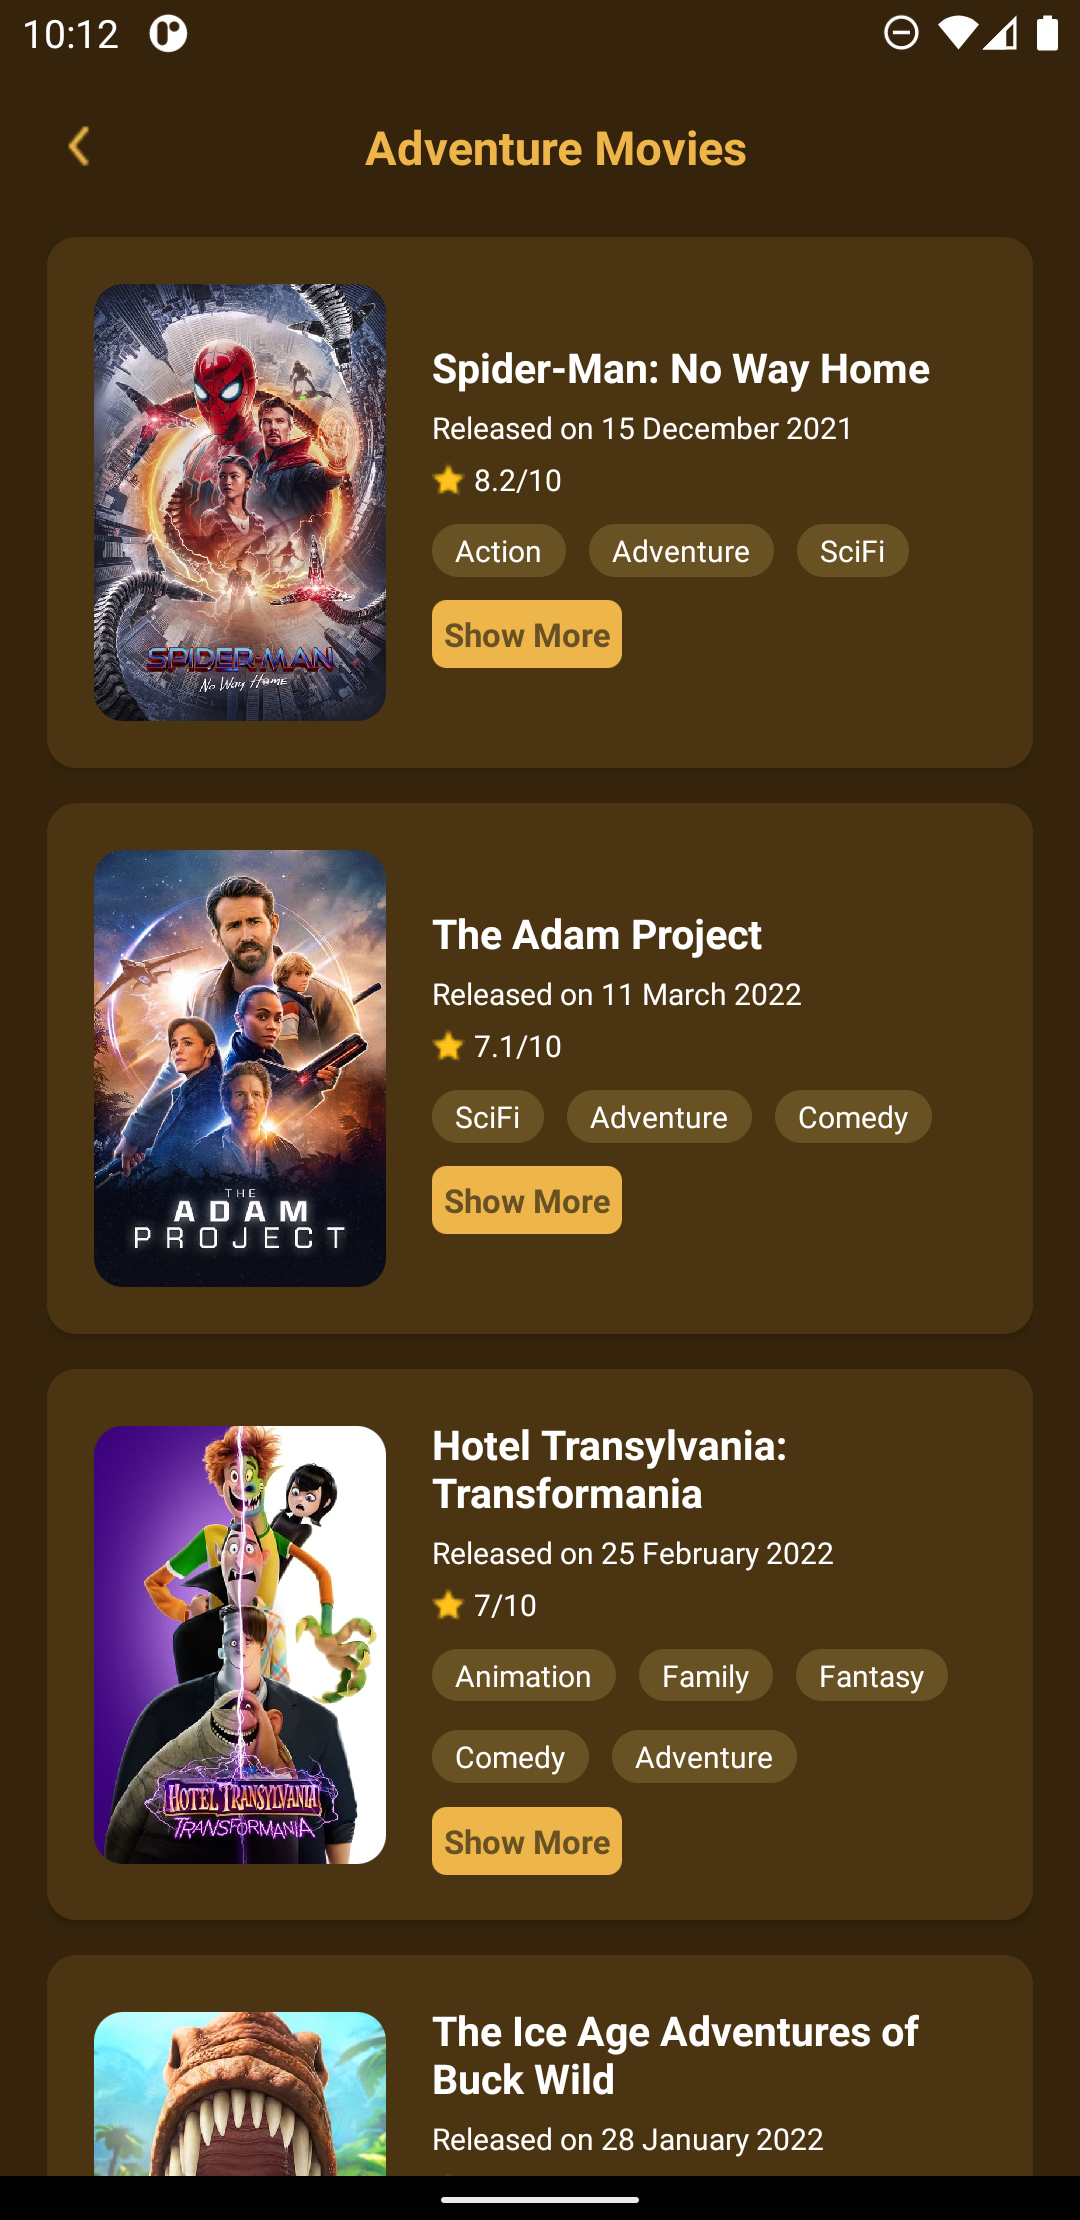 10:12
Adventure Movies
SPIDER-MAN
No Way Home
Spider-Man: No Way Home
Released on 15 December 2021
8.2/10
Action Adventure SciFi
Show More
THE
ADAM
PROJECT
The Adam Project
Released on 11 March 2022
7.1/10
SciFi Adventure Comedy
Show More
HOTEL TRANSYLVANIA
TRANSFORMANIA
Hotel Transylvania:
Transformania
Released on 25 February 2022
7/10
Animation Family Fantasy
Comedy Adventure
Show More
The Ice Age Adventures of
Buck Wild
Released on 28 January 2022